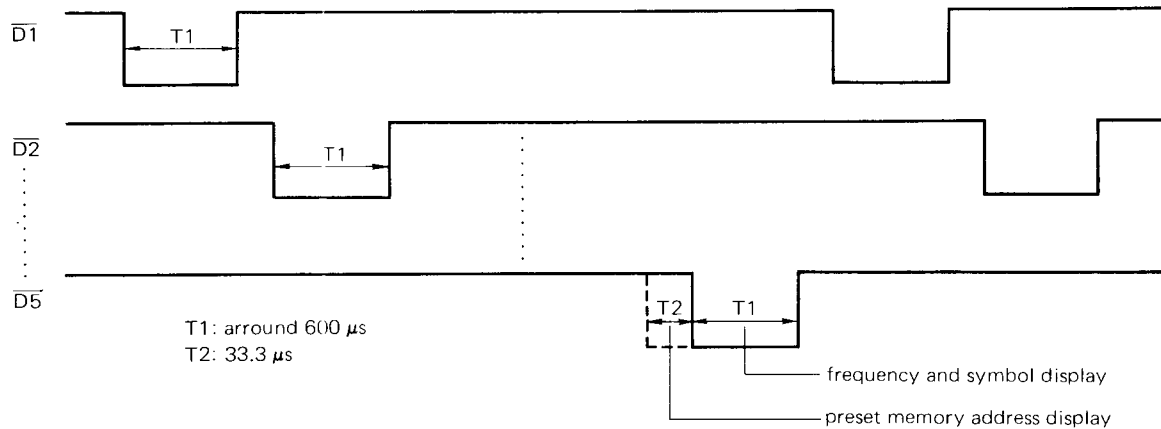 D1
T1
D2
T1
D5
T2
T1
T1: arround 600 μs
T2: 33.3 μs
frequency and symbol display
preset memory address display